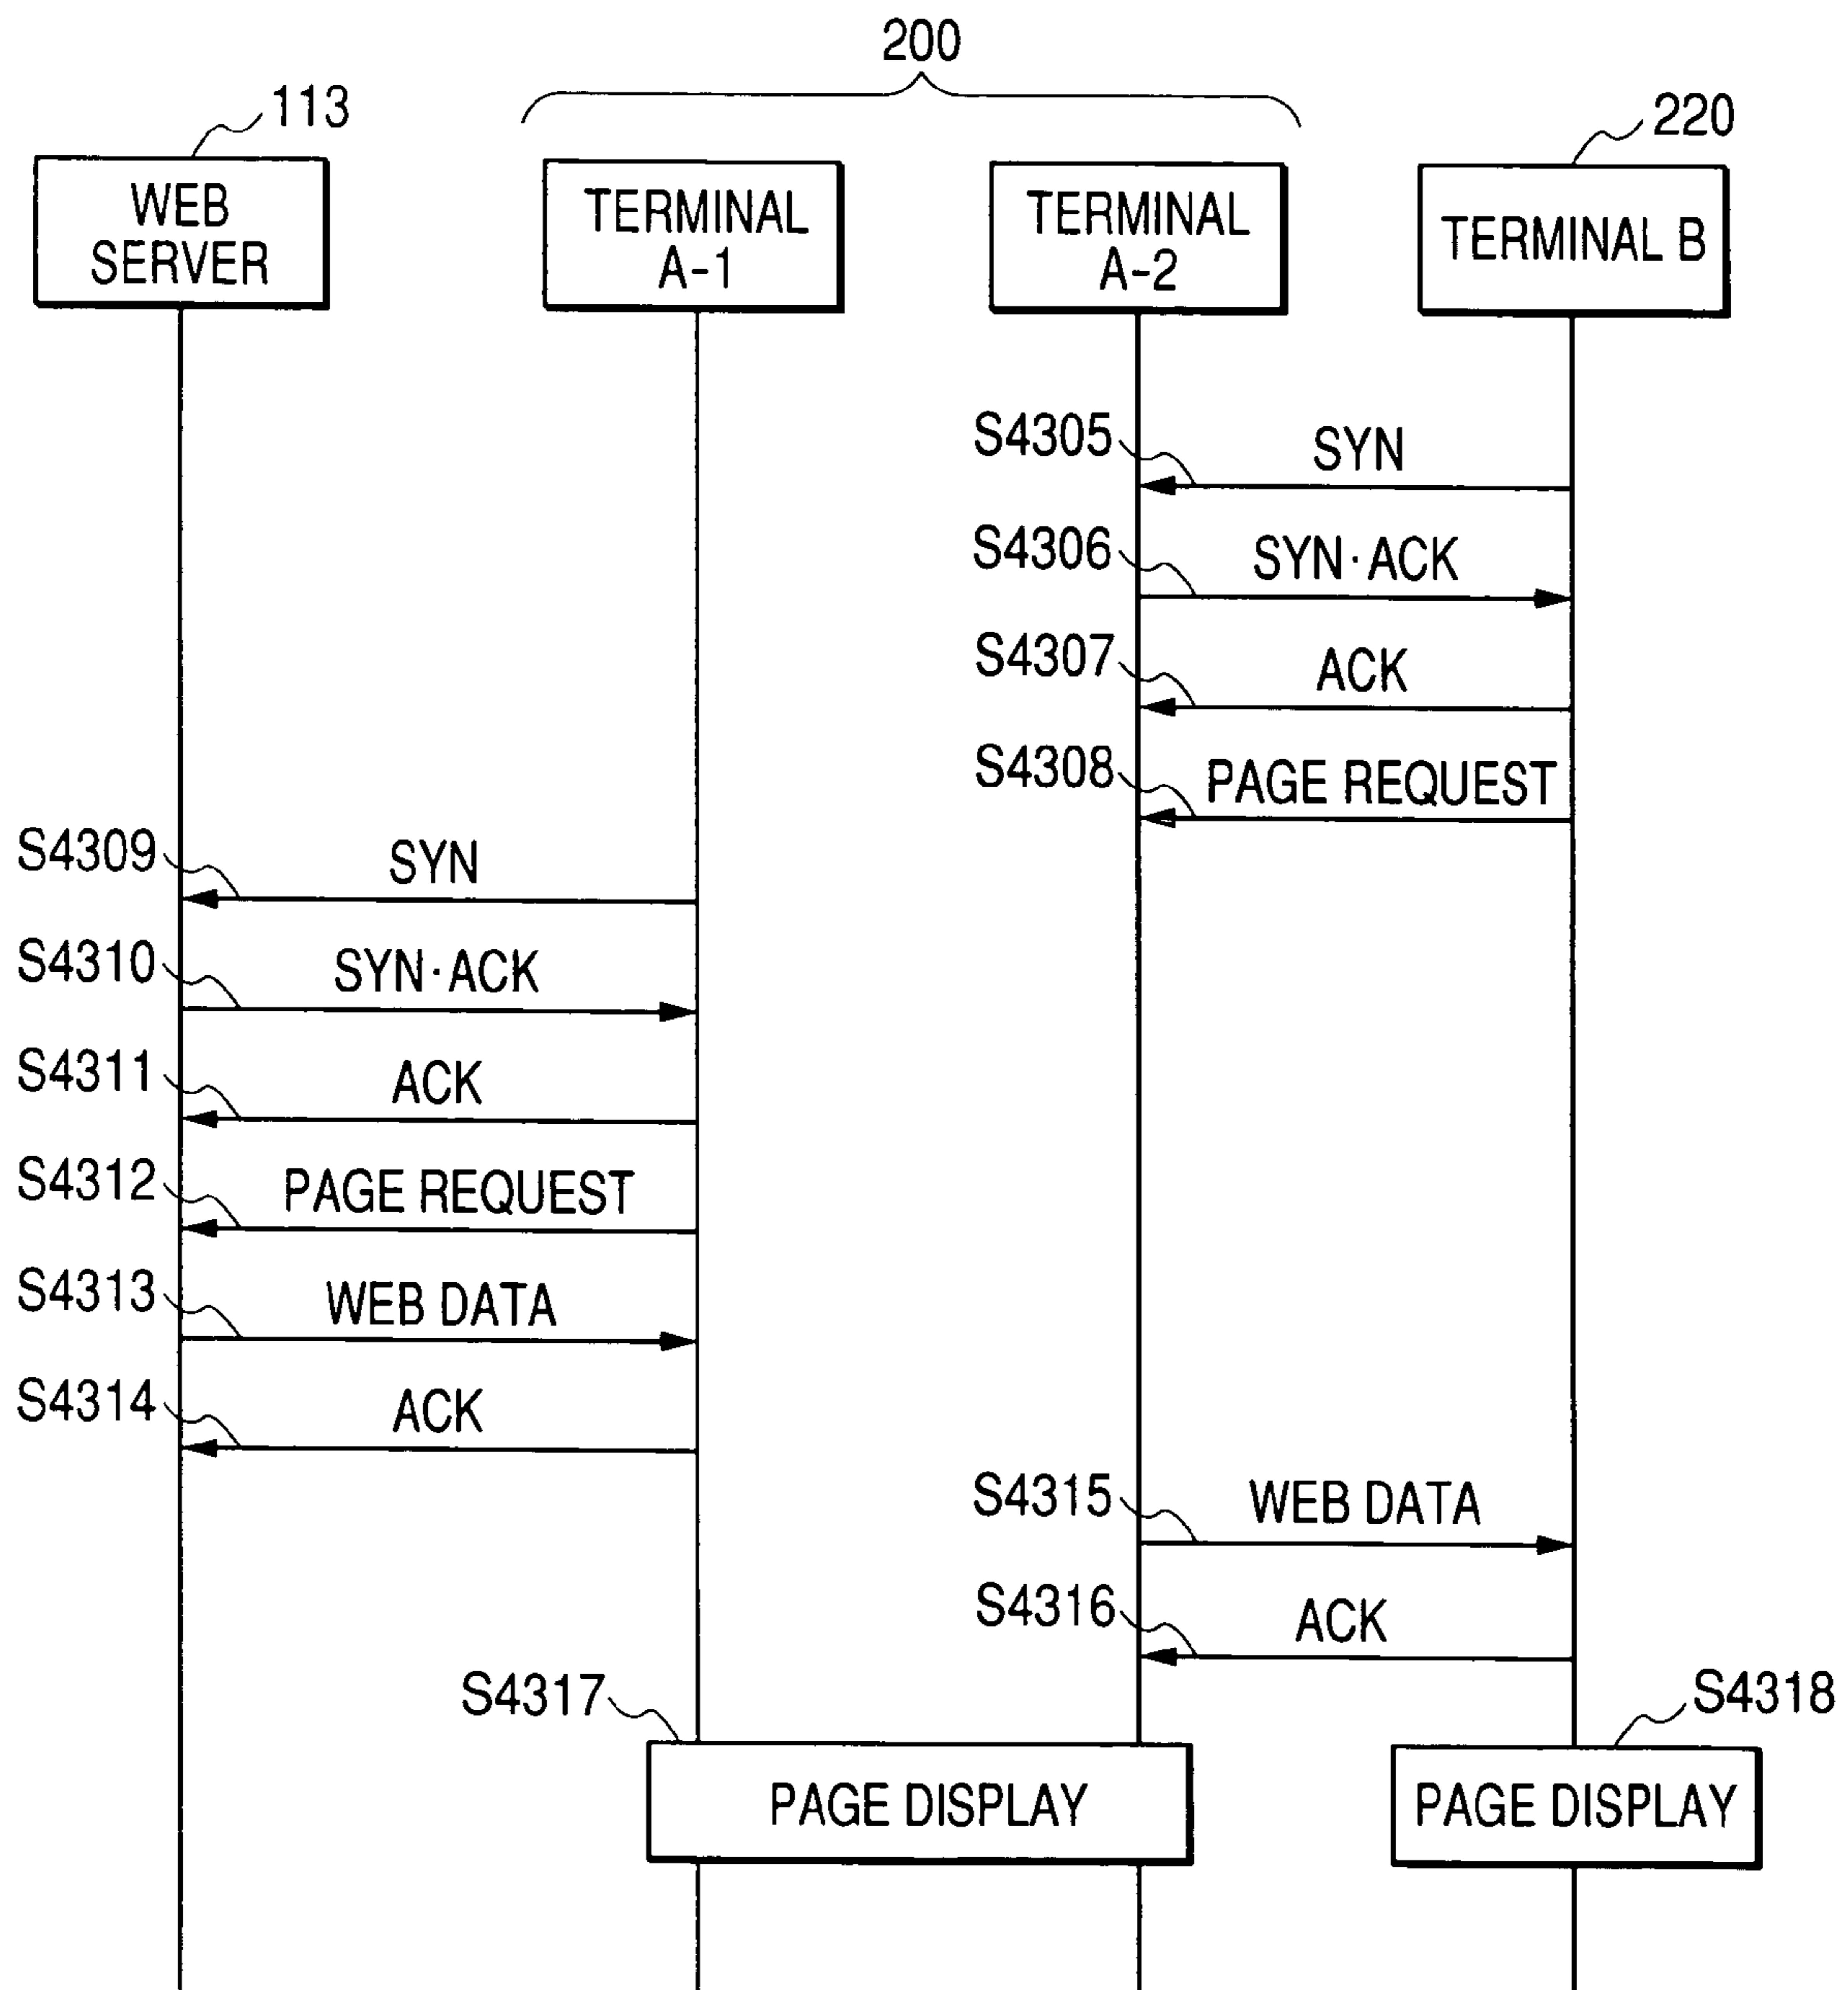 200
113
220
WEB
SERVER
TERMINAL
A-1
TERMINAL
A-2
TERMINAL B
S4305
SYN
S4306
SYN·ACK
S4307
ACK
S4308
PAGE REQUEST
S4309
SYN
S4310
SYN·ACK
S4311
ACK
S4312
PAGE REQUEST
S4313
WEB DATA
S4314
ACK
S4315
WEB DATA
S4316
ACK
S4317
S4318
PAGE DISPLAY
PAGE DISPLAY